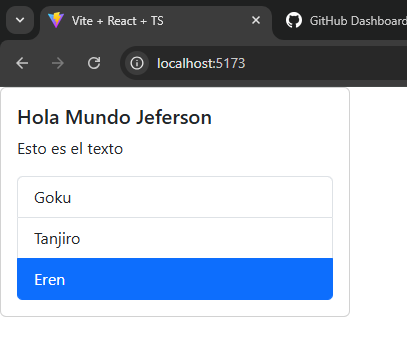 Vite + React + TS
GitHub Dashboard
localhost:5173
Hola Mundo Jeferson
Esto es el texto
Goku
Tanjiro
Eren